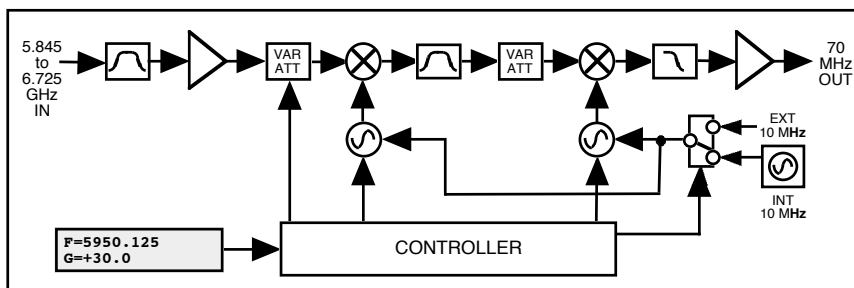 5.845
to
6.725
GHz
IN
VAR
ATT
VAR
ATT
70
MHz
OUT
EXT
10 MHz
INT
10 MHz
F=5950.125
G=+30.0
CONTROLLER